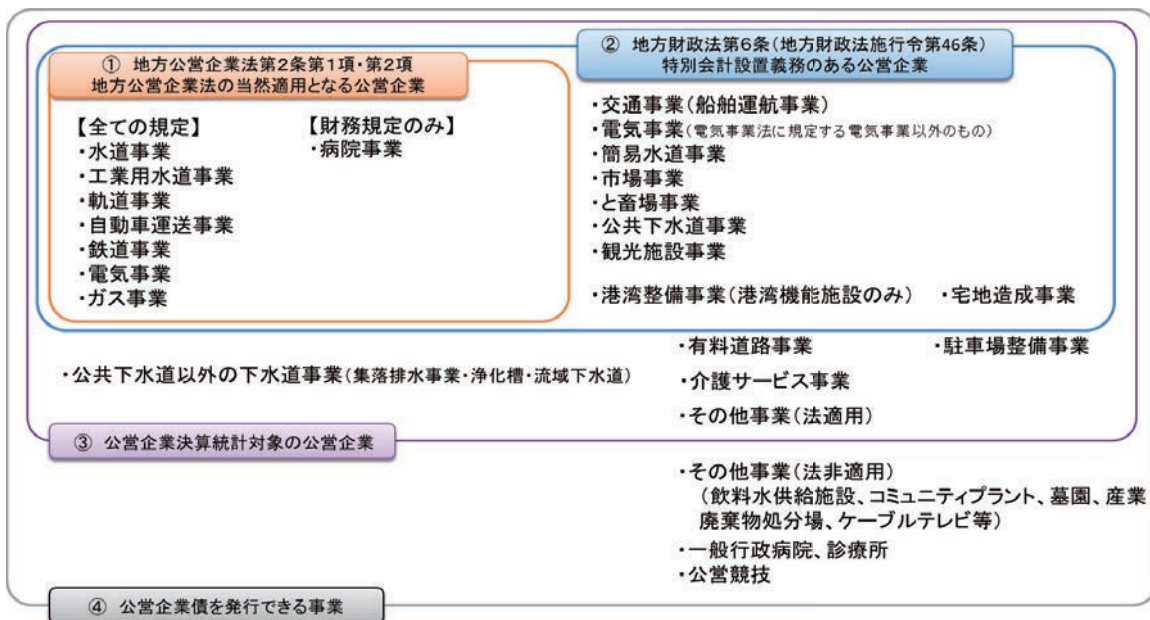 ① 地方公営企業法第2条第1項・第2項
地方公営企業法の当然適用となる公営企業
【全ての規定】
・水道事業
・工業用水道事業
・軌道事業
・自動車運送事業
・鉄道事業
・電気事業
・ガス事業
【財務規定のみ】
・病院事業
② 地方財政法第6条(地方財政法施行令第46条)
特別会計設置義務のある公営企業
・交通事業(船舶運航事業)
・電気事業(電気事業法に規定する電気事業以外のもの)
・簡易水道事業
・市場事業
・と畜場事業
・公共下水道事業
・観光施設事業
・港湾整備事業(港湾機能施設のみ) ・宅地造成事業
・有料道路事業 ・駐車場整備事業
・公共下水道以外の下水道事業(集落排水事業・浄化槽・流域下水道)
・介護サービス事業
・その他事業(法適用)
③ 公営企業決算統計対象の公営企業
・その他事業(法非適用)
(飲料水供給施設、コミュニティプラント、墓園、産業
廃棄物処分場、ケーブルテレビ等)
・一般行政病院、診療所
・公営競技
④ 公営企業債を発行できる事業